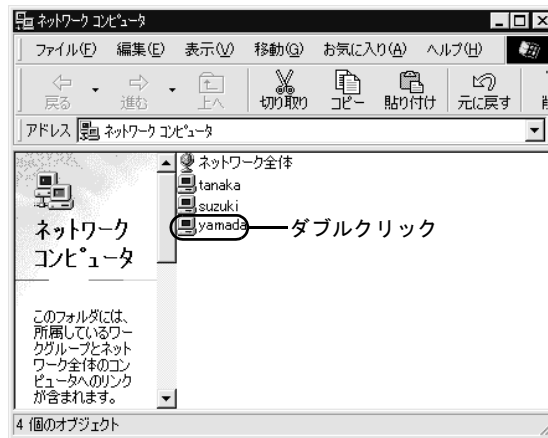 ネットワーク コンピュータ
ファイル(F) 編集(E) 表示(V) 移動(G) お気に入り(A) ヘルプ(H)
戻る 進む 上へ 切り取り コピー 貼り付け 元に戻す 削
アドレス ネットワーク コンピュータ
ネットワーク
コンピュータ
このフォルダには、
所属しているワー
クグループとネット
ワーク全体のコン
ピュータへのリンク
が含まれます。
ネットワーク全体
tanaka
suzuki
yamada ダブルクリック
4 個のオブジェクト